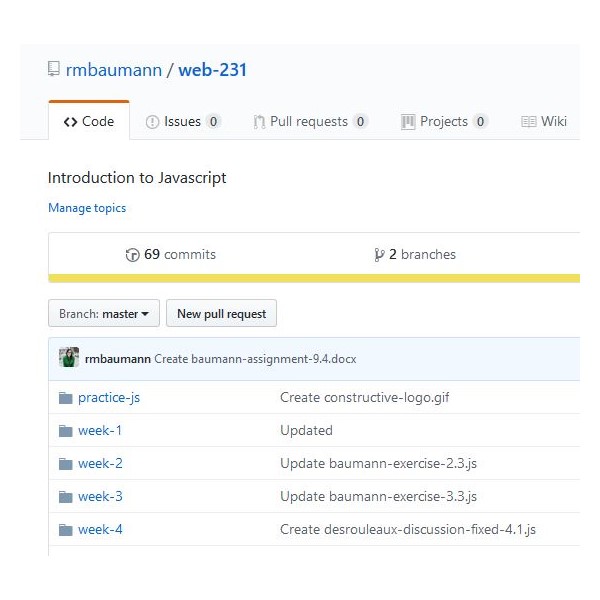 rmbaumann / web-231
Code Issues 0 Pull requests 0 Projects 0 Wiki
Introduction to Javascript
Manage topics
69 commits 2 branches
Branch: master New pull request
rmbaumann Create baumann-assignment-9.4.docx
practice-js Create constructive-logo.gif
week-1 Updated
week-2 Update baumann-exercise-2.3.js
week-3 Update baumann-exercise-3.3.js
week-4 Create desrouleaux-discussion-fixed-4.1.js